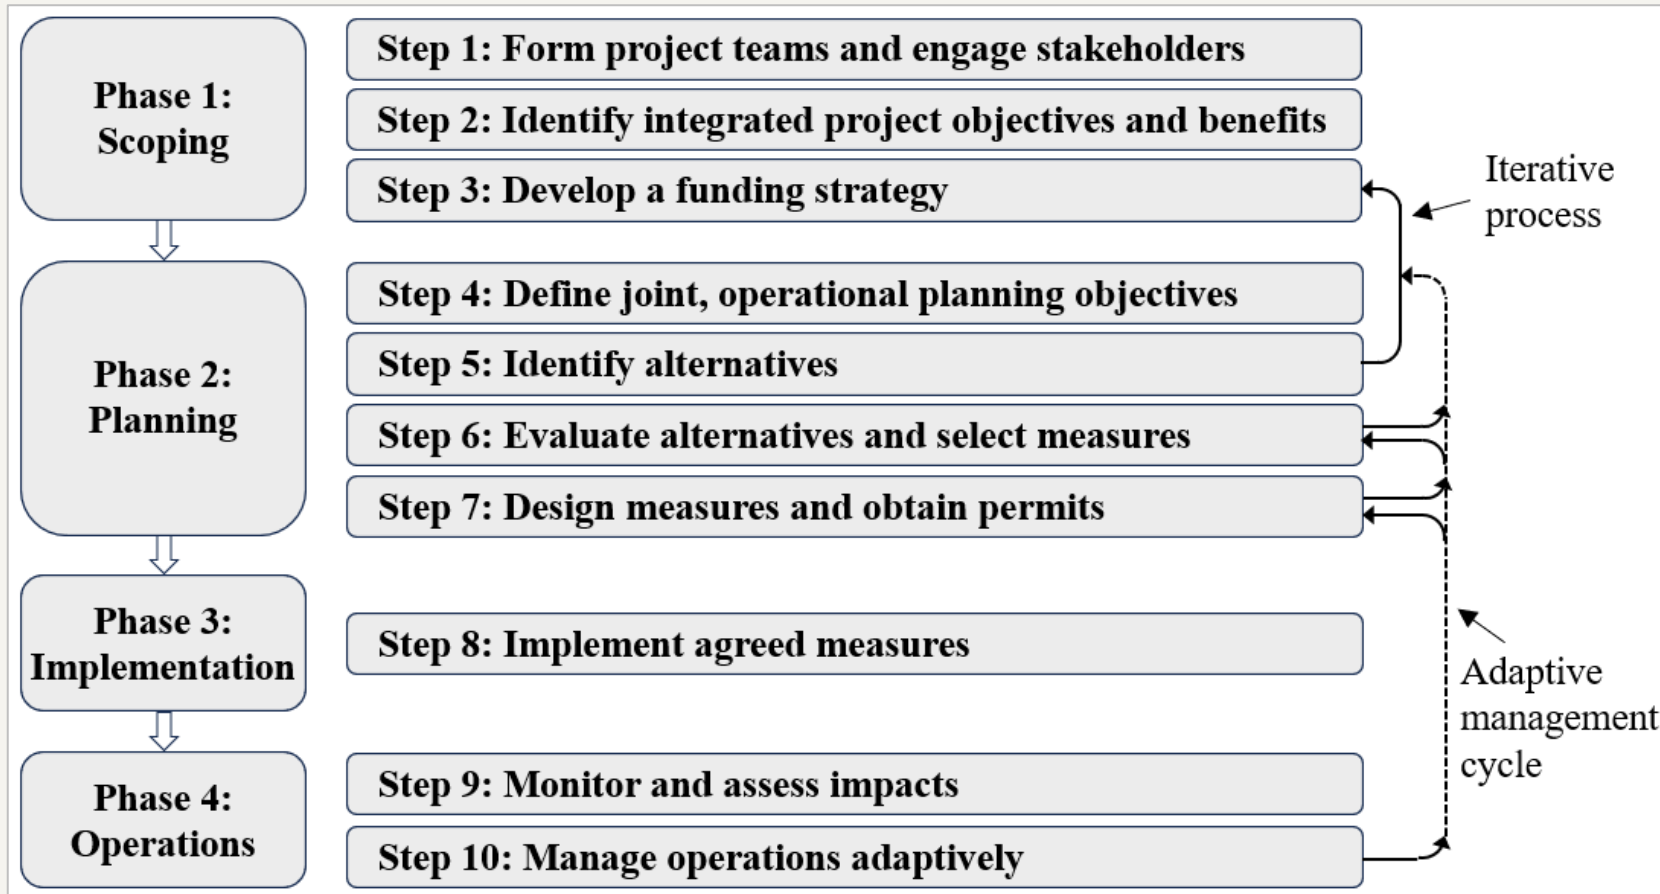 Phase 1:
Scoping
Step 1: Form project teams and engage stakeholders
Step 2: Identify integrated project objectives and benefits
Step 3: Develop a funding strategy
Iterative
process
Phase 2:
Planning
Step 4: Define joint, operational planning objectives
Step 5: Identify alternatives
Step 6: Evaluate alternatives and select measures
Step 7: Design measures and obtain permits
Phase 3:
Implementation
Step 8: Implement agreed measures
Adaptive
management
cycle
Phase 4:
Operations
Step 9: Monitor and assess impacts
Step 10: Manage operations adaptively